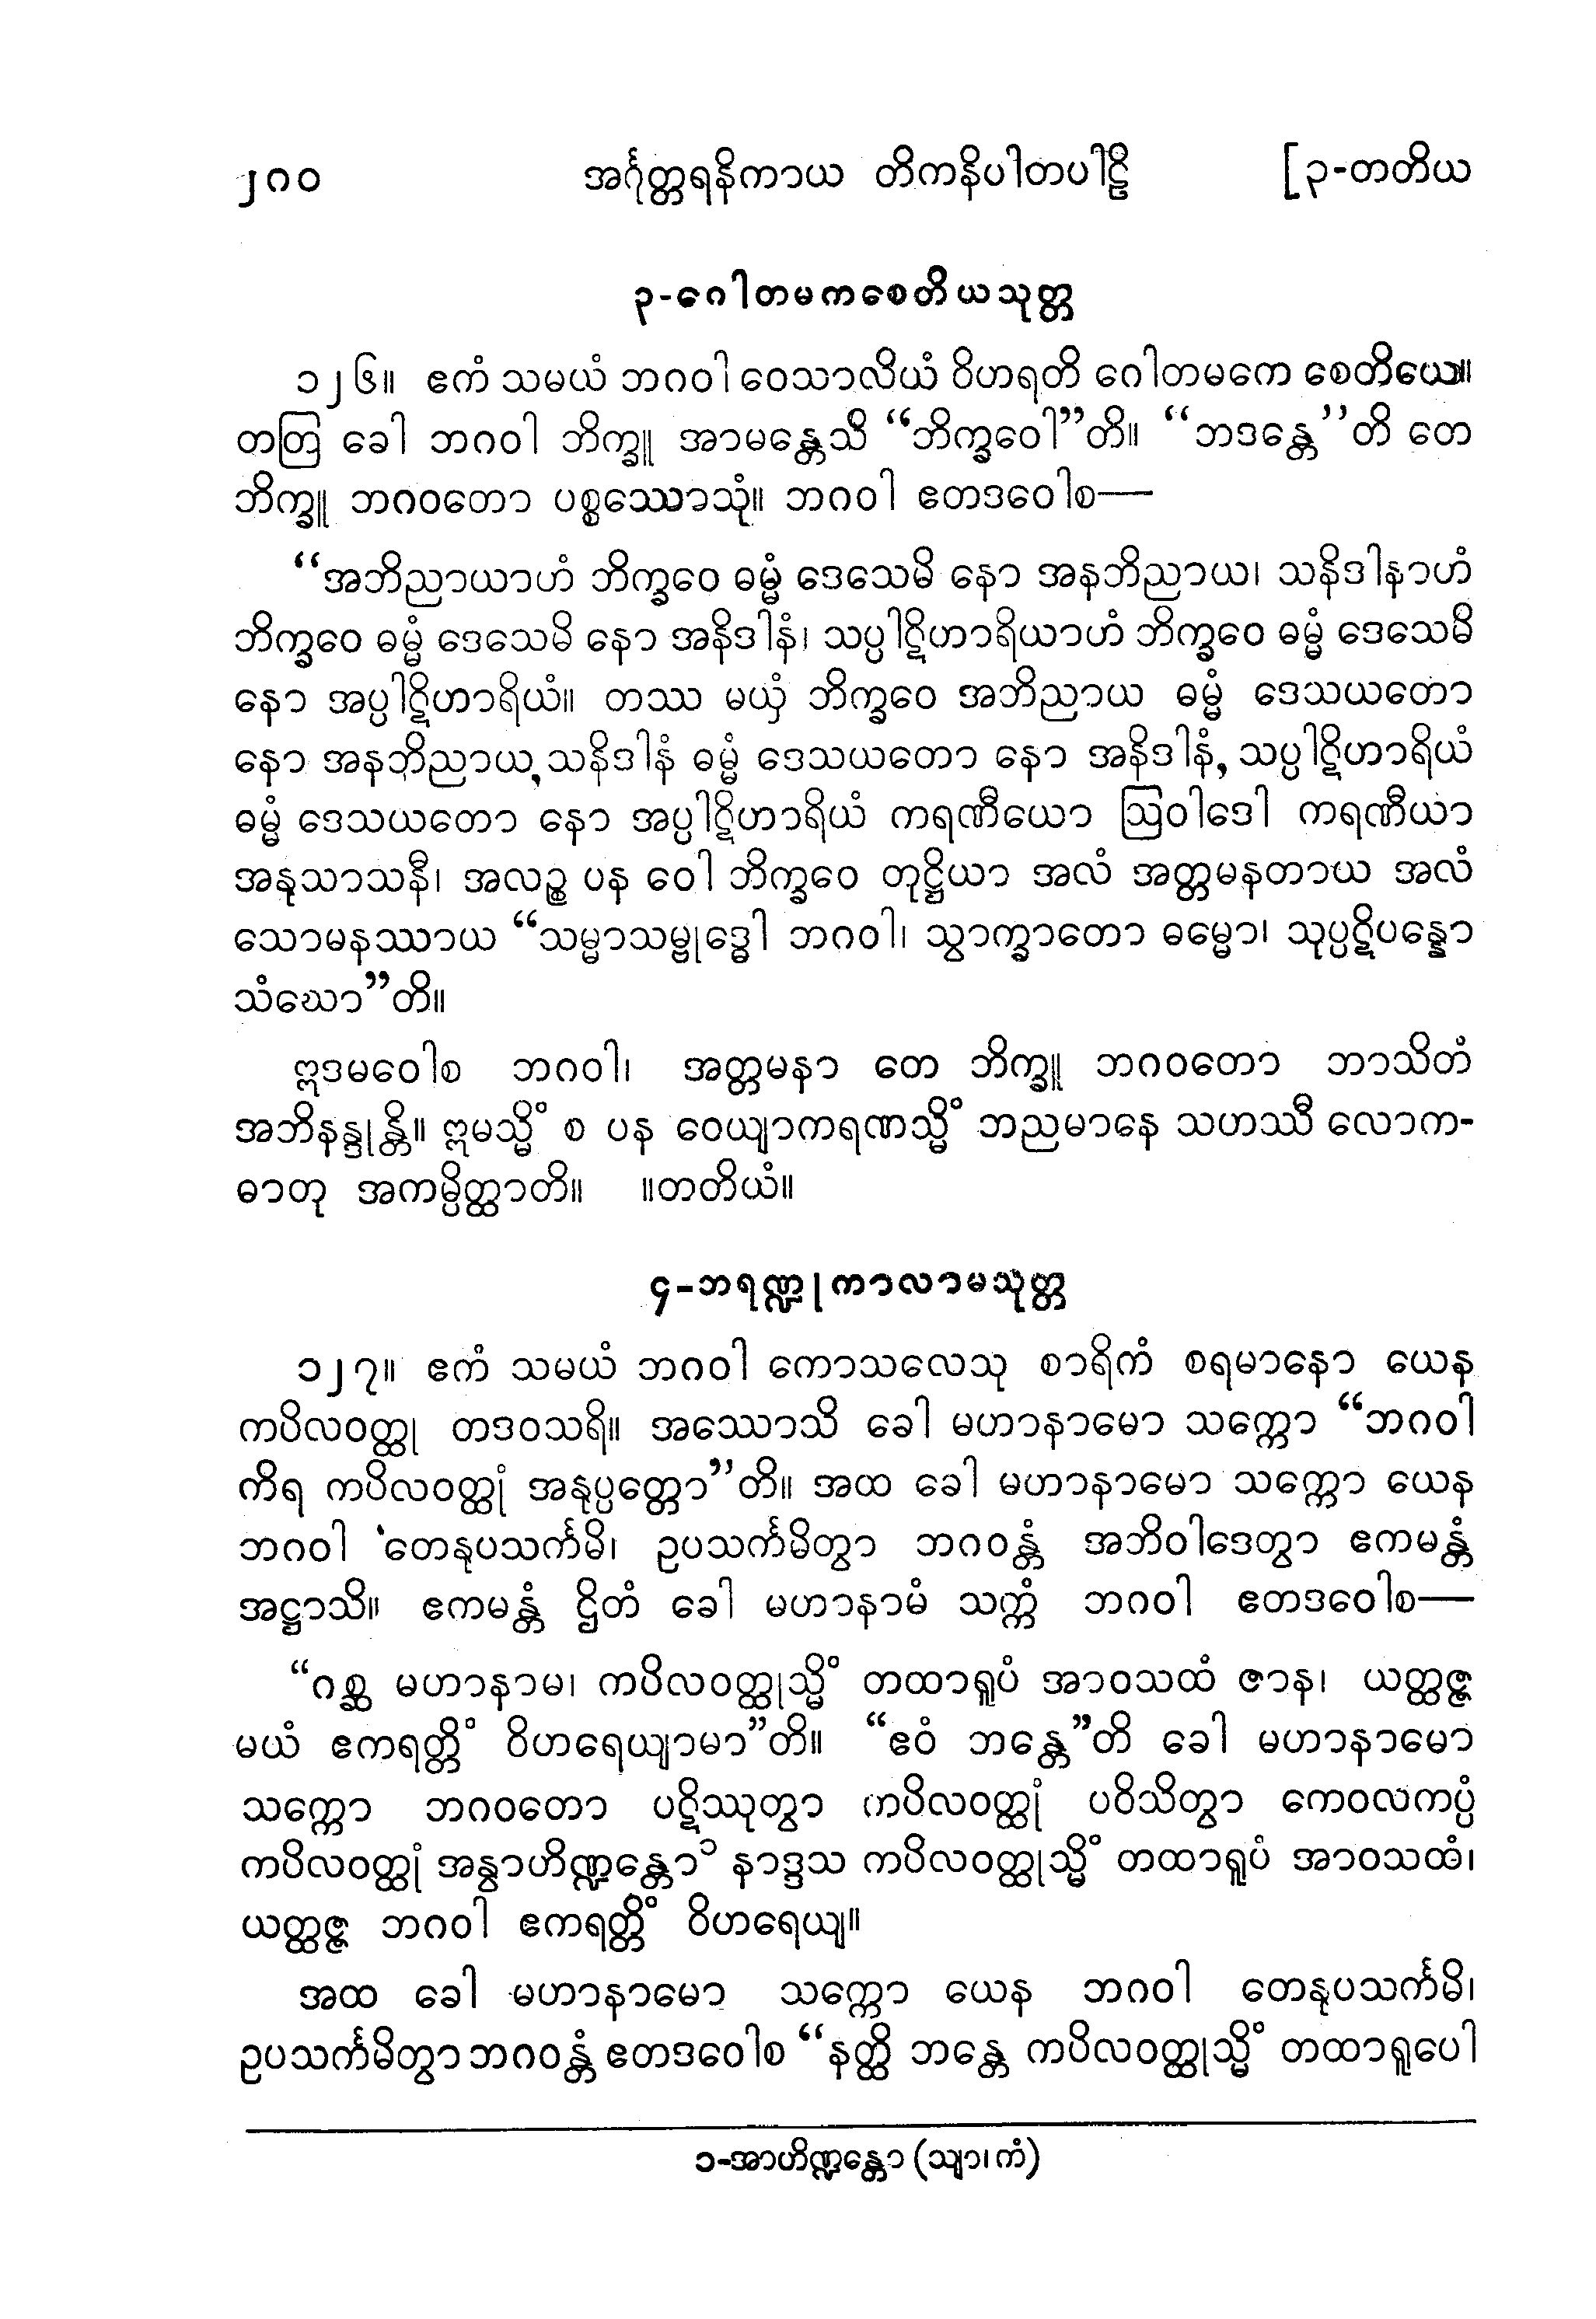 ၂၈၀ အင်္ဂုတ္တရနိကာယ တိကနိပါတပါဠိ [၃-တတိယ
၃-ဂေါတမကစေတိယသုတ္တ
၁၂၆။ ဧကံ သမယံ ဘဂဝါ ဝေသာလိယံ ဝိဟရတိ ဂေါတမကေ စေတိယေ။
တတြ ခေါ ဘဂဝါ ဘိက္ခူ အာမန္တေသိ “ဘိက္ခဝေါ”တိ။ “ဘဒန္တေ”တိ တေ
ဘိက္ခူ ဘဂဝတော ပစ္စဿောသုံ။ ဘဂဝါ ဧတဒဝေါစ—
“အဘိညာယာဟံ ဘိက္ခဝေ ဓမ္မံ ဒေသေမိ နော အနဘိညာယ၊ သနိဒါနာဟံ
ဘိက္ခဝေ ဓမ္မံ ဒေသေမိ နော အနိဒါနံ၊ သပ္ပါဋိဟာရိယာဟံ ဘိက္ခဝေ ဓမ္မံ ဒေသေမိ
နော အပ္ပါဋိဟာရိယံ။ တဿ မယှံ ဘိက္ခဝေ အဘိညာယ ဓမ္မံ ဒေသယတော
နော အနဘိညာယ, သနိဒါနံ ဓမ္မံ ဒေသယတော နော အနိဒါနံ, သပ္ပါဋိဟာရိယံ
ဓမ္မံ ဒေသယတော နော အပ္ပါဋိဟာရိယံ ကရဏီယော ဩဝါဒေါ ကရဏီယာ
အနုသာသနီ၊ အလဉ္စ ပန ဝေါ ဘိက္ခဝေ တုဋ္ဌိယာ အလံ အတ္တမနတာယ အလံ
သောမနဿာယ “သမ္မာသမ္ဗုဒ္ဓေါ ဘဂဝါ၊ သွာက္ခာတော ဓမ္မော၊ သုပ္ပဋိပန္နော
သံဃော”တိ။
ဣဒမဝေါစ ဘဂဝါ၊ အတ္တမနာ တေ ဘိက္ခူ ဘဂဝတော ဘာသိတံ
အဘိနန္ဒုန္တိ။ ဣမသ္မိံ စ ပန ဝေယျာကရဏသ္မိံ ဘညမာနေ သဟဿီ လောက-
ဓာတု အကမ္ပိတ္ထာတိ။ ။တတိယံ။
၄-ဘရဏ္ဍုကာလာမသုတ္တ
၁၂၇။ ဧကံ သမယံ ဘဂဝါ ကောသလေသု စာရိကံ စရမာနော ယေန
ကပိလဝတ္ထု တဒဝသရိ။ အဿောသိ ခေါ မဟာနာမော သက္ကော “ဘဂဝါ
ကိရ ကပိလဝတ္ထုံ အနုပ္ပတ္တော”တိ။ အထ ခေါ မဟာနာမော သက္ကော ယေန
ဘဂဝါ တေနုပသင်္ကမိ၊ ဥပသင်္ကမိတွာ ဘဂဝန္တံ အဘိဝါဒေတွာ ဧကမန္တံ
အဋ္ဌာသိ။ ဧကမန္တံ ဌိတံ ခေါ မဟာနာမံ သက္ကံ ဘဂဝါ ဧတဒဝေါစ—
“ဂစ္ဆ မဟာနာမ၊ ကပိလဝတ္ထုသ္မိံ တထာရူပံ အာဝသထံ ဇာန၊ ယတ္ထဇ္ဇ
မယံ ဧကရတ္တိံ ဝိဟရေယျာမာ”တိ။ “ဧဝံ ဘန္တေ”တိ ခေါ မဟာနာမော
သက္ကော ဘဂဝတော ပဋိဿုတွာ ကပိလဝတ္ထုံ ပဝိသိတွာ ကေဝလကပ္ပံ
ကပိလဝတ္ထုံ အန္വာဟိဏ္ဍန္တော၁ နာဒ္ဒသ ကပိလဝတ္ထုသ္မိံ တထာရူပံ အာဝသထံ၊
ယတ္ထဇ္ဇ ဘဂဝါ ဧကရတ္တိံ ဝိဟရေယျ။
အထ ခေါ မဟာနာမော သက္ကော ယေန ဘဂဝါ တေနုပသင်္ကမိ၊
ဥပသင်္ကမိတွာ ဘဂဝန္တံ ဧတဒဝေါစ “နတ္ထိ ဘန္တေ ကပိလဝတ္ထုသ္မိံ တထာရူပေါ
၁-အာဟိဏ္ဍန္တော (သျာ၊ကံ)